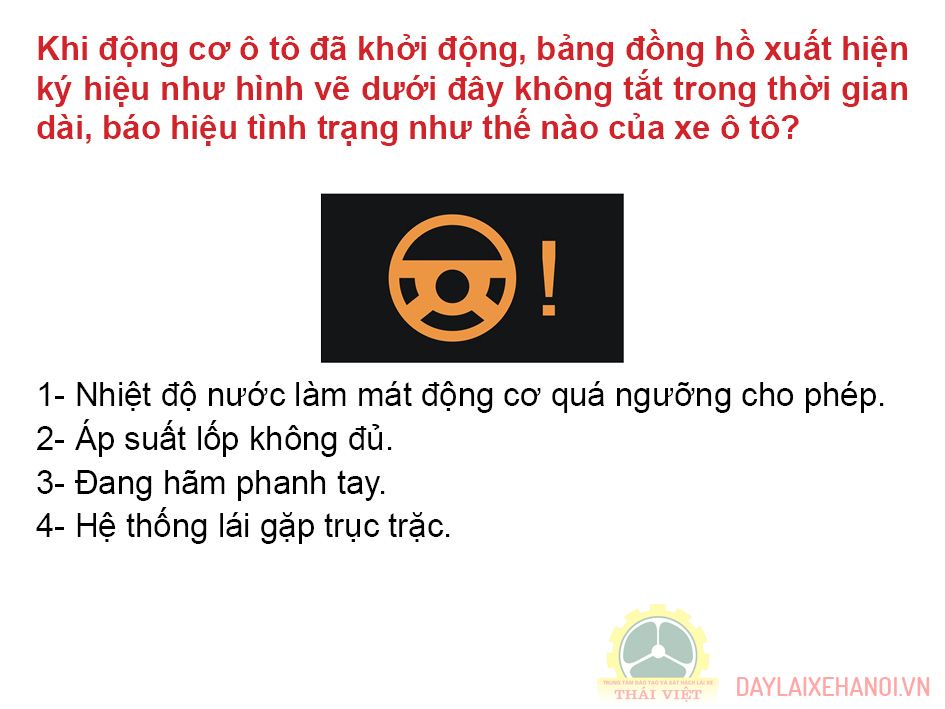 Khi động cơ ô tô đã khởi động, bảng đồng hồ xuất hiện
ký hiệu như hình vẽ dưới đây không tắt trong thời gian
dài, báo hiệu tình trạng như thế nào của xe ô tô?
!
1- Nhiệt độ nước làm mát động cơ quá ngưỡng cho phép.
2- Áp suất lốp không đủ.
3- Đang hãm phanh tay.
4- Hệ thống lái gặp trục trặc.
TRUNG TÂM ĐÀO TẠO VÀ SÁT HẠCH LÁI XE
THÁI VIỆT
DAYLAIXEHANOI.VN